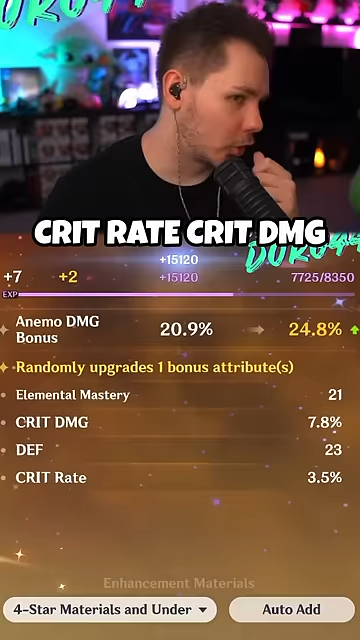 CRIT RATE CRIT DMG
+15120
+7 +2 +15120 7725/8350
EXP
Anemo DMG Bonus 20.9% 24.8%
Randomly upgrades 1 bonus attribute(s)
Elemental Mastery 21
CRIT DMG 7.8%
DEF 23
CRIT Rate 3.5%
Enhancement Materials
4-Star Materials and Under Auto Add